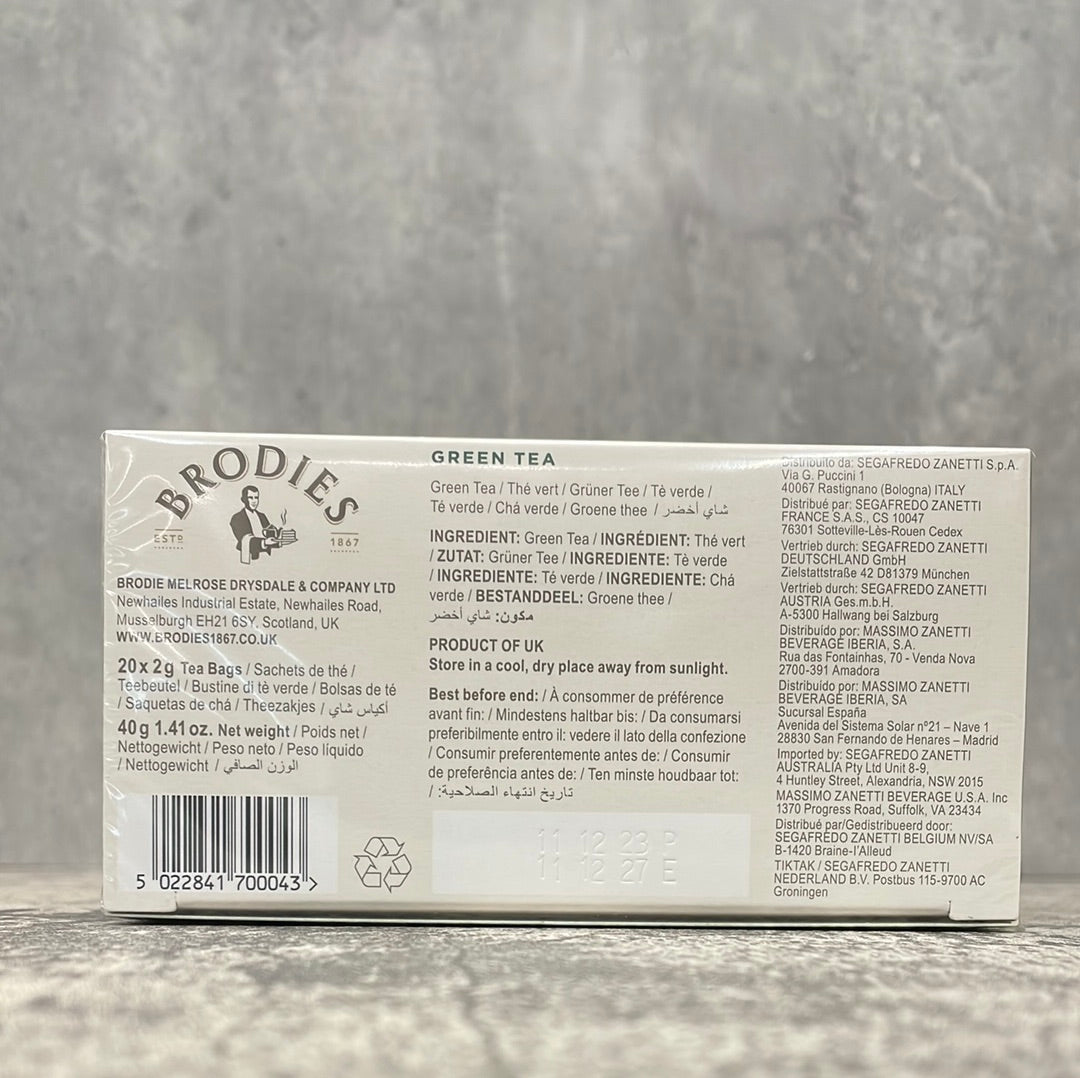 BRODIES
ESTD 1867
BRODIE MELROSE DRYSDALE & COMPANY LTD
Newhailes Industrial Estate, Newhailes Road,
Musselburgh EH21 6SY, Scotland, UK
WWW.BRODIES1867.CO.UK
20 x 2g Tea Bags / Sachets de thé /
Teebeutel / Bustine di tè verde / Bolsas de té
/ Saquetas de chá / Theezakjes / أكياس شاي
40g 1.41oz. Net weight / Poids net /
Nettogewicht / Peso neto / Peso líquido
/ Nettogewicht / الوزن الصافي
5 022841 700043 >
GREEN TEA
Green Tea / Thé vert / Grüner Tee / Tè verde /
Té verde / Chá verde / Groene thee / شاي أخضر
INGREDIENT: Green Tea / INGRÉDIENT: Thé vert
/ ZUTAT: Grüner Tee / INGREDIENTE: Tè verde
/ INGREDIENTE: Té verde / INGREDIENTE: Chá
verde / BESTANDDEEL: Groene thee /
مكون: شاي أخضر
PRODUCT OF UK
Store in a cool, dry place away from sunlight.
Best before end: / À consommer de préférence
avant fin: / Mindestens haltbar bis: / Da consumarsi
preferibilmente entro il: vedere il lato della confezione
/ Consumir preferentemente antes de: / Consumir
de preferência antes de: / Ten minste houdbaar tot:
/ تاريخ انتهاء الصلاحية:
11 12 23 P
11 12 27 E
Distribuito da: SEGAFREDO ZANETTI S.p.A.
Via G. Puccini 1
40067 Rastignano (Bologna) ITALY
Distribué par: SEGAFREDO ZANETTI
FRANCE S.A.S., CS 10047
76301 Sotteville-Lès-Rouen Cedex
Vertrieb durch: SEGAFREDO ZANETTI
DEUTSCHLAND GmbH
Zielstattstraße 42 D81379 München
Vertrieb durch: SEGAFREDO ZANETTI
AUSTRIA Ges.m.b.H.
A-5300 Hallwang bei Salzburg
Distribuído por: MASSIMO ZANETTI
BEVERAGE IBERIA, S.A.
Rua das Fontainhas, 70 - Venda Nova
2700-391 Amadora
Distribuido por: MASSIMO ZANETTI
BEVERAGE IBERIA, SA
Sucursal España
Avenida del Sistema Solar nº21 – Nave 1
28830 San Fernando de Henares – Madrid
Imported by: SEGAFREDO ZANETTI
AUSTRALIA Pty Ltd Unit 8-9,
4 Huntley Street, Alexandria, NSW 2015
MASSIMO ZANETTI BEVERAGE U.S.A. Inc
1370 Progress Road, Suffolk, VA 23434
Distribué par/Gedistribueerd door:
SEGAFREDO ZANETTI BELGIUM NV/SA
B-1420 Braine-l'Alleud
TIKTAK / SEGAFREDO ZANETTI
NEDERLAND B.V. Postbus 115-9700 AC
Groningen